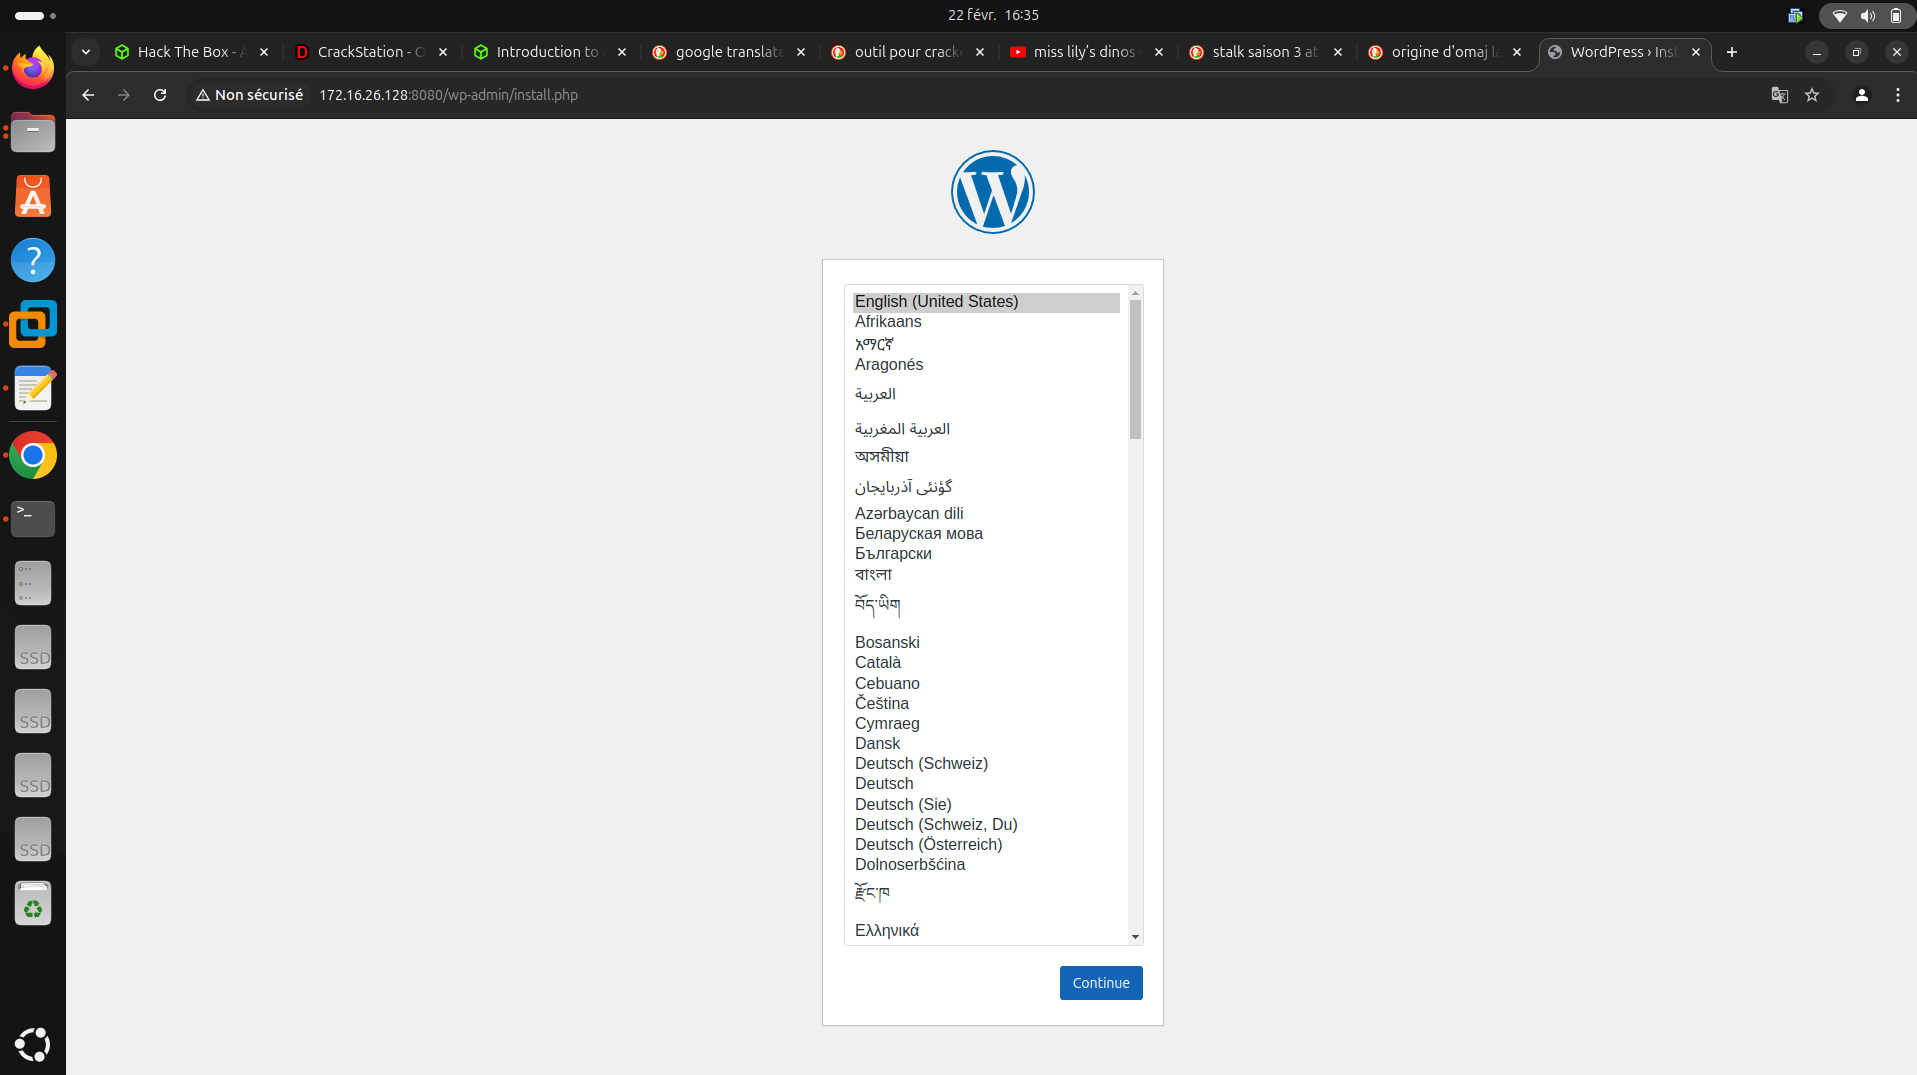 22 févr. 16:35
Hack The Box - A
CrackStation - O
Introduction to
google translate
outil pour cracke
miss lily’s dinos
stalk saison 3 at
origine d'omaj la
WordPress › Inst
Non sécurisé 172.16.26.128:8080/wp-admin/install.php
English (United States)
Afrikaans
አማርኛ
Aragonés
العربية
العربية المغربية
অসমীয়া
گؤنئی آذربایجان
Azərbaycan dili
Беларуская мова
Български
বাংলা
བོད་ཡིག
Bosanski
Català
Cebuano
Čeština
Cymraeg
Dansk
Deutsch (Schweiz)
Deutsch
Deutsch (Sie)
Deutsch (Schweiz, Du)
Deutsch (Österreich)
Dolnoserbšćina
རྫོང་ཁ
Ελληνικά
Continue
SSD
SSD
SSD
SSD